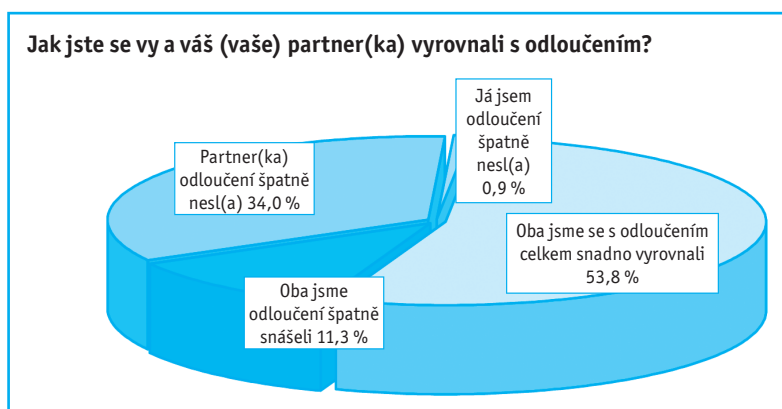 Jak jste se vy a váš (vaše) partner(ka) vyrovnali s odloučením?
Já jsem
odloučení
špatně
nesl(a)
0,9 %
Partner(ka)
odloučení špatně
nesl(a) 34,0 %
Oba jsme se s odloučením
celkem snadno vyrovnali
53,8 %
Oba jsme
odloučení špatně
snášeli 11,3 %